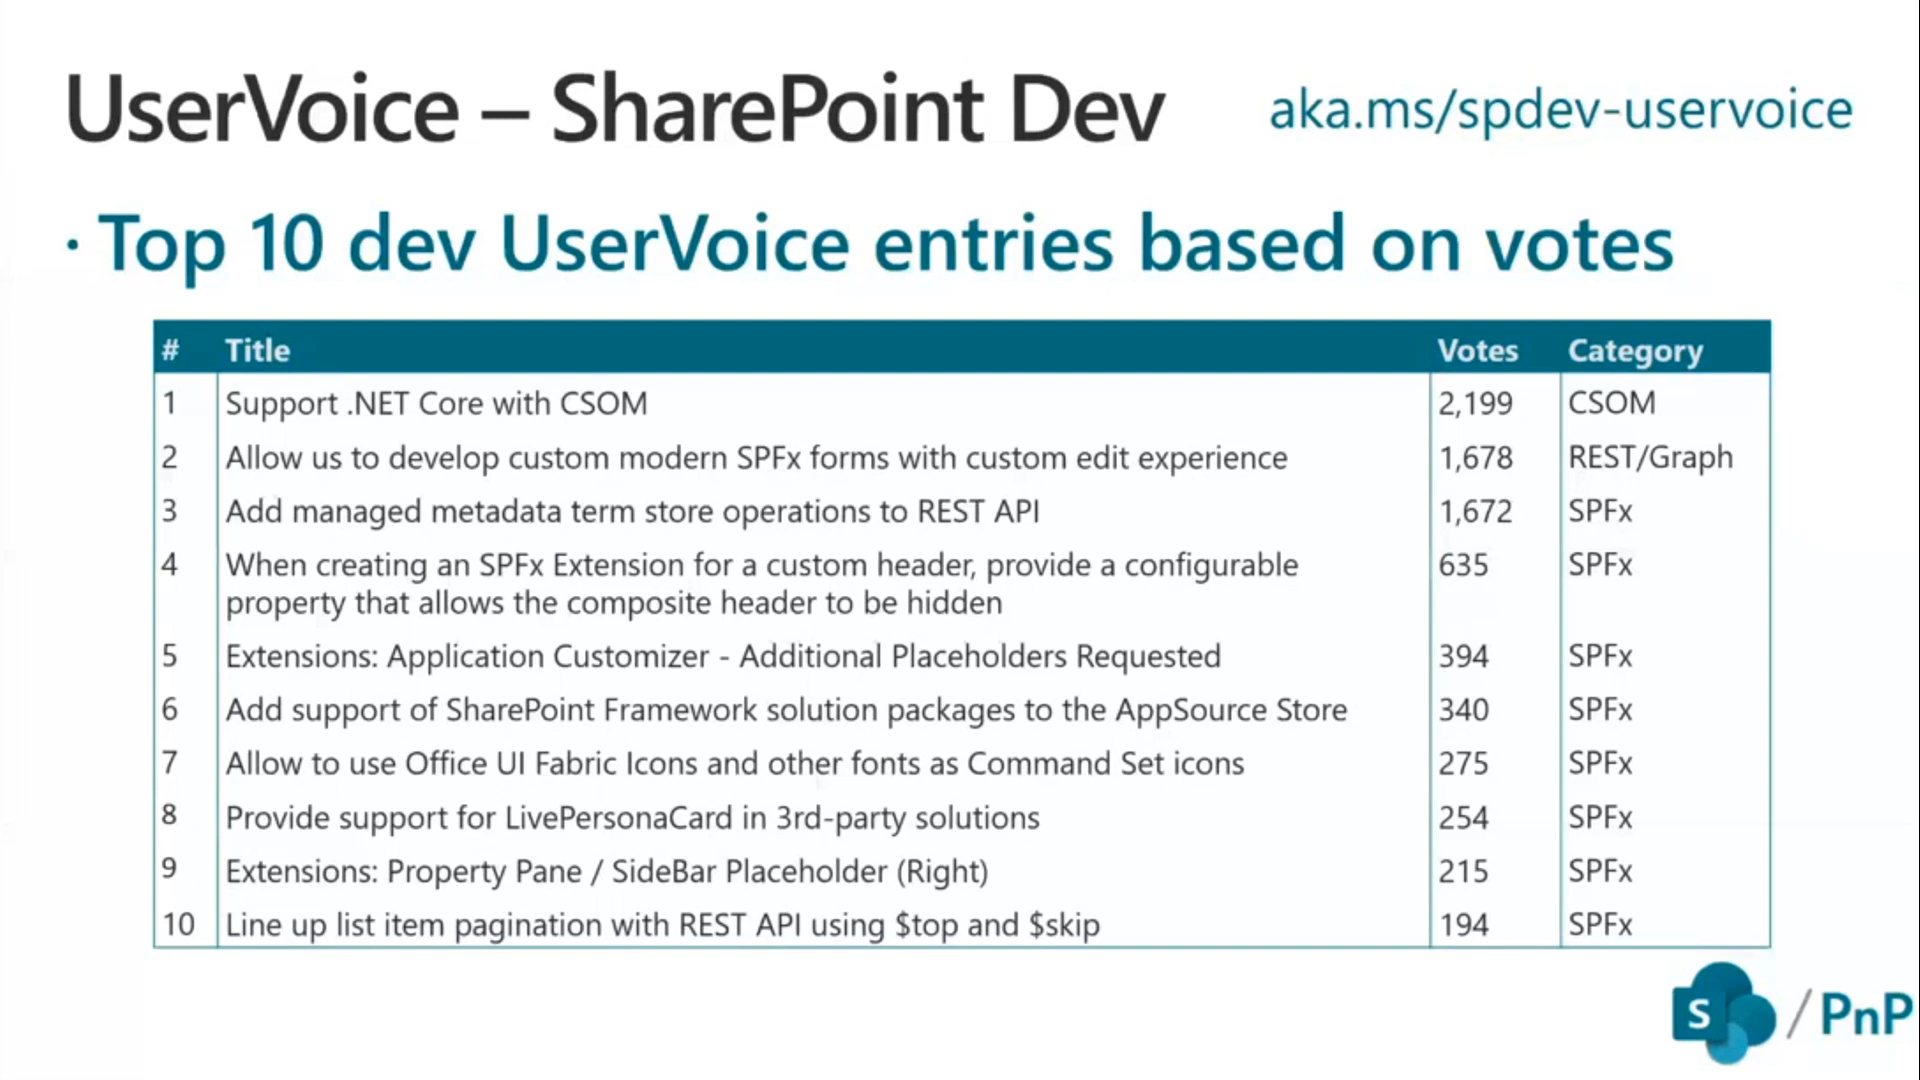 UserVoice – SharePoint Dev
aka.ms/spdev-uservoice
· Top 10 dev UserVoice entries based on votes
# Title Votes Category
1 Support .NET Core with CSOM 2,199 CSOM
2 Allow us to develop custom modern SPFx forms with custom edit experience 1,678 REST/Graph
3 Add managed metadata term store operations to REST API 1,672 SPFx
4 When creating an SPFx Extension for a custom header, provide a configurable 635 SPFx
property that allows the composite header to be hidden
5 Extensions: Application Customizer - Additional Placeholders Requested 394 SPFx
6 Add support of SharePoint Framework solution packages to the AppSource Store 340 SPFx
7 Allow to use Office UI Fabric Icons and other fonts as Command Set icons 275 SPFx
8 Provide support for LivePersonaCard in 3rd-party solutions 254 SPFx
9 Extensions: Property Pane / SideBar Placeholder (Right) 215 SPFx
10 Line up list item pagination with REST API using $top and $skip 194 SPFx
S / PnP